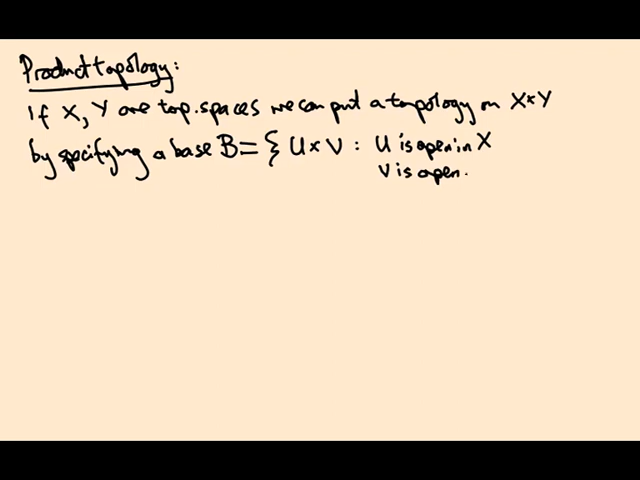 Product topology:
If X, Y are top. spaces we can put a topology on X×Y
by specifying a base B = { U × V : U is open in X
V is open.